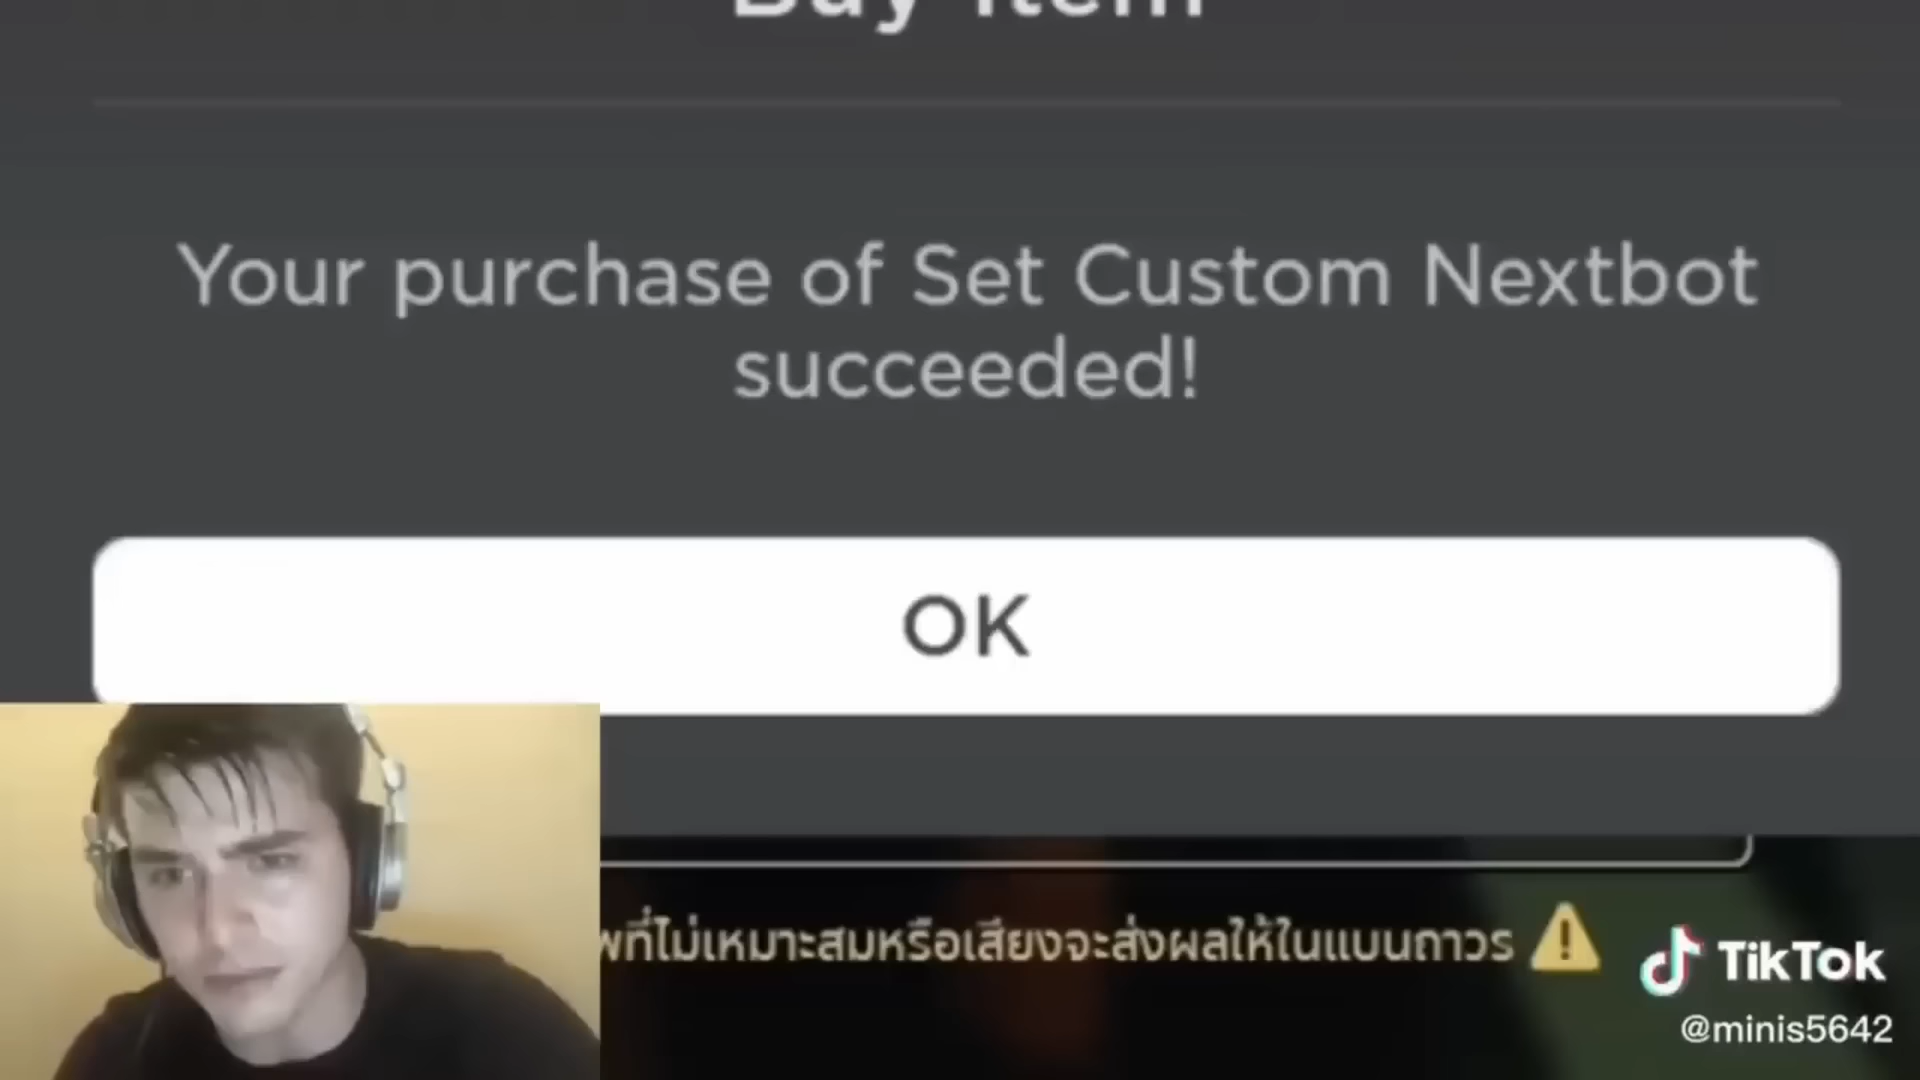 Buy Item
Your purchase of Set Custom Nextbot
succeeded!
OK
ที่ไม่เหมาะสมหรือเสียงจะส่งผลให้ในแบนถาวร
TikTok
@minis5642